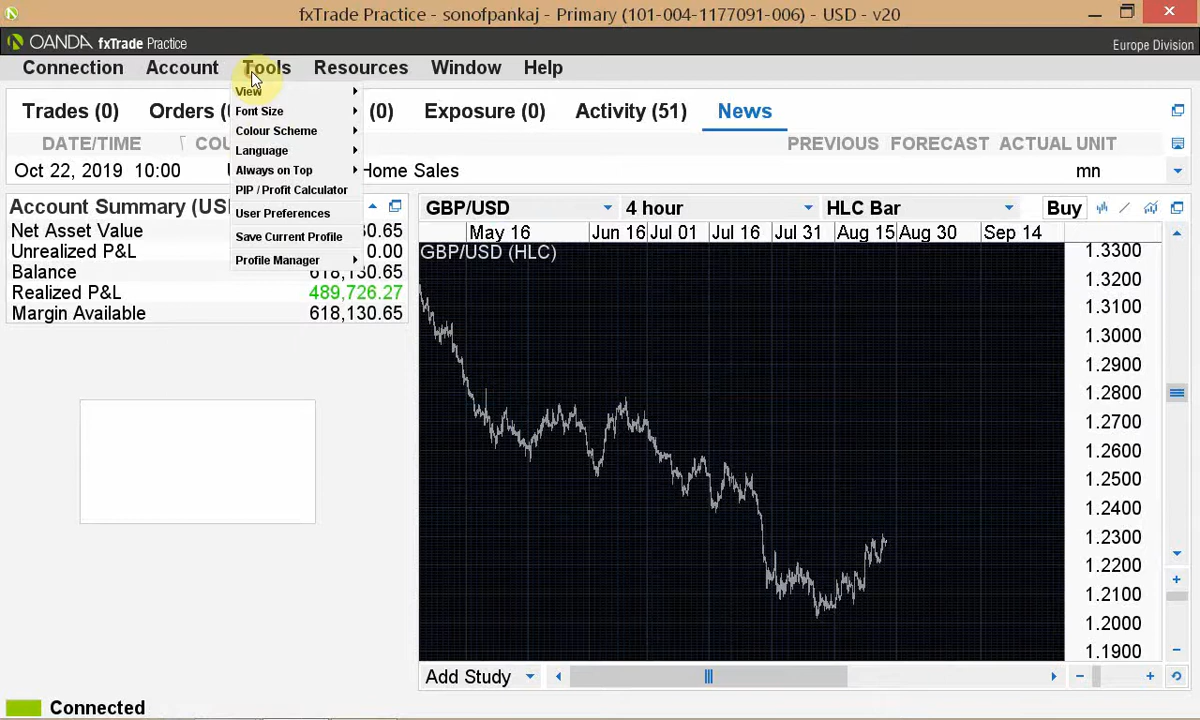 fxTrade Practice - sonofpankaj - Primary (101-004-1177091-006) - USD - v20
OANDA fxTrade Practice
Europe Division
Connection Account Tools Resources Window Help
Trades (0) Orders ( (0) Exposure (0) Activity (51) News
DATE/TIME COU PREVIOUS FORECAST ACTUAL UNIT
Oct 22, 2019 10:00 Home Sales mn
View
Font Size
Colour Scheme
Language
Always on Top
PIP / Profit Calculator
User Preferences
Save Current Profile
Profile Manager
Account Summary (US
Net Asset Value 30.65
Unrealized P&L 0.00
Balance 618,130.65
Realized P&L 489,726.27
Margin Available 618,130.65
GBP/USD 4 hour HLC Bar Buy
May 16 Jun 16 Jul 01 Jul 16 Jul 31 Aug 15 Aug 30 Sep 14
GBP/USD (HLC)
1.3300
1.3200
1.3100
1.3000
1.2900
1.2800
1.2700
1.2600
1.2500
1.2400
1.2300
1.2200
1.2100
1.2000
1.1900
Add Study
Connected